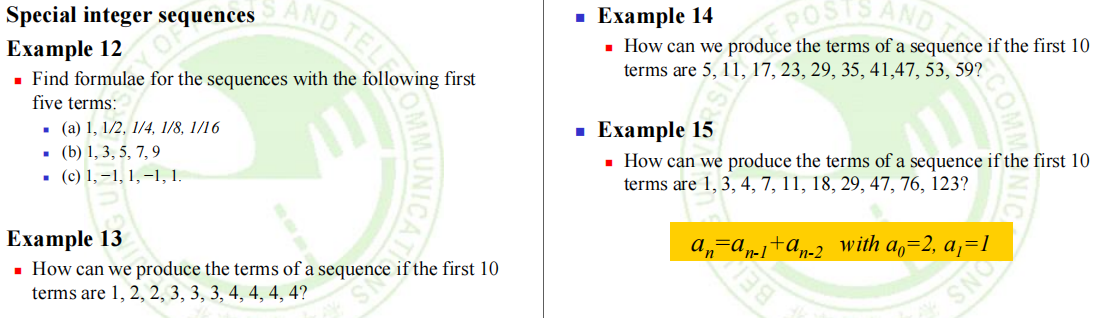 Special integer sequences
Example 12
Find formulae for the sequences with the following first
five terms:
(a) 1, 1/2, 1/4, 1/8, 1/16
(b) 1, 3, 5, 7, 9
(c) 1, −1, 1, −1, 1.
Example 13
How can we produce the terms of a sequence if the first 10
terms are 1, 2, 2, 3, 3, 3, 4, 4, 4, 4?
Example 14
How can we produce the terms of a sequence if the first 10
terms are 5, 11, 17, 23, 29, 35, 41,47, 53, 59?
Example 15
How can we produce the terms of a sequence if the first 10
terms are 1, 3, 4, 7, 11, 18, 29, 47, 76, 123?
aₙ=aₙ₋₁+aₙ₋₂ with a₀=2, a₁=1